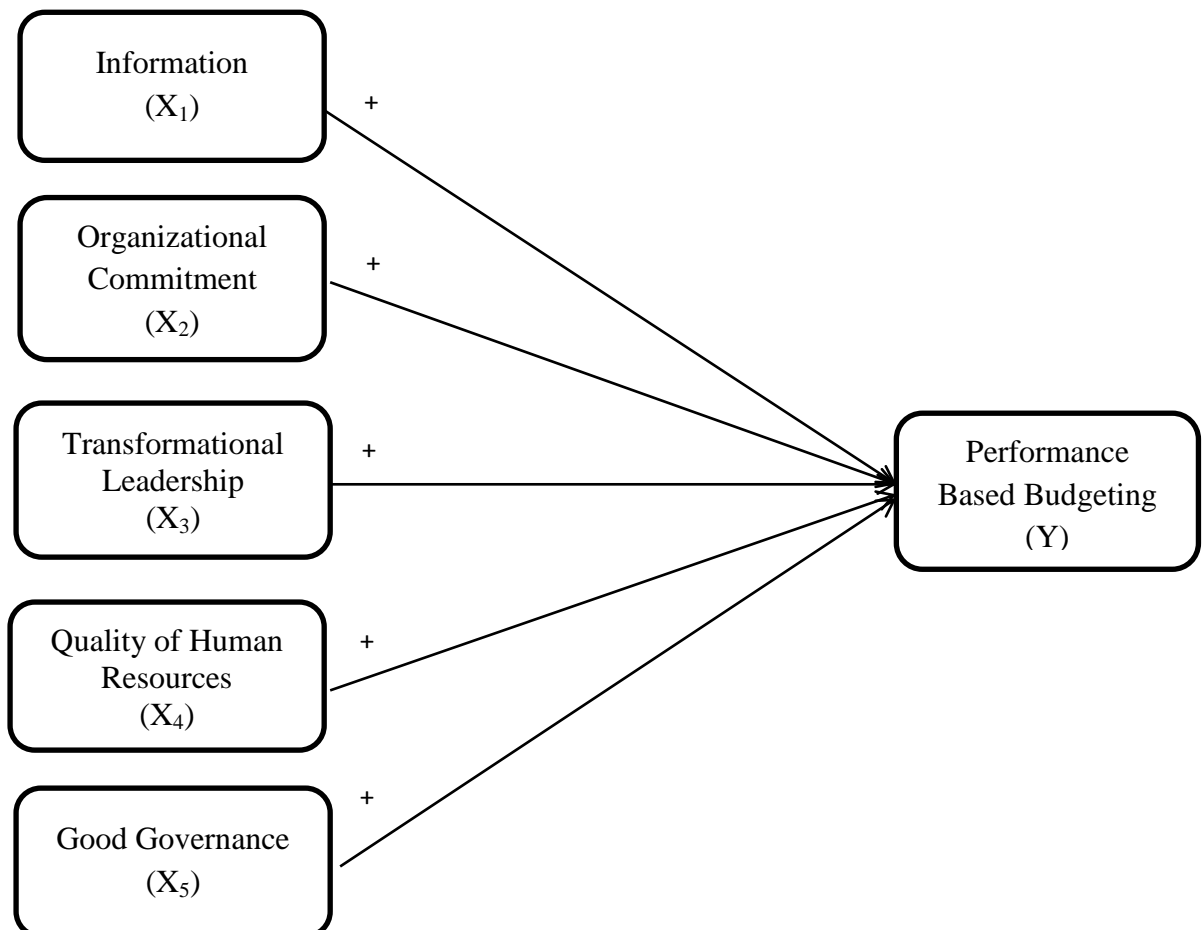 Information
(X₁)
+
Organizational
Commitment
(X₂)
+
Transformational
Leadership
(X₃)
+
Quality of Human
Resources
(X₄)
+
Good Governance
(X₅)
+
Performance
Based Budgeting
(Y)